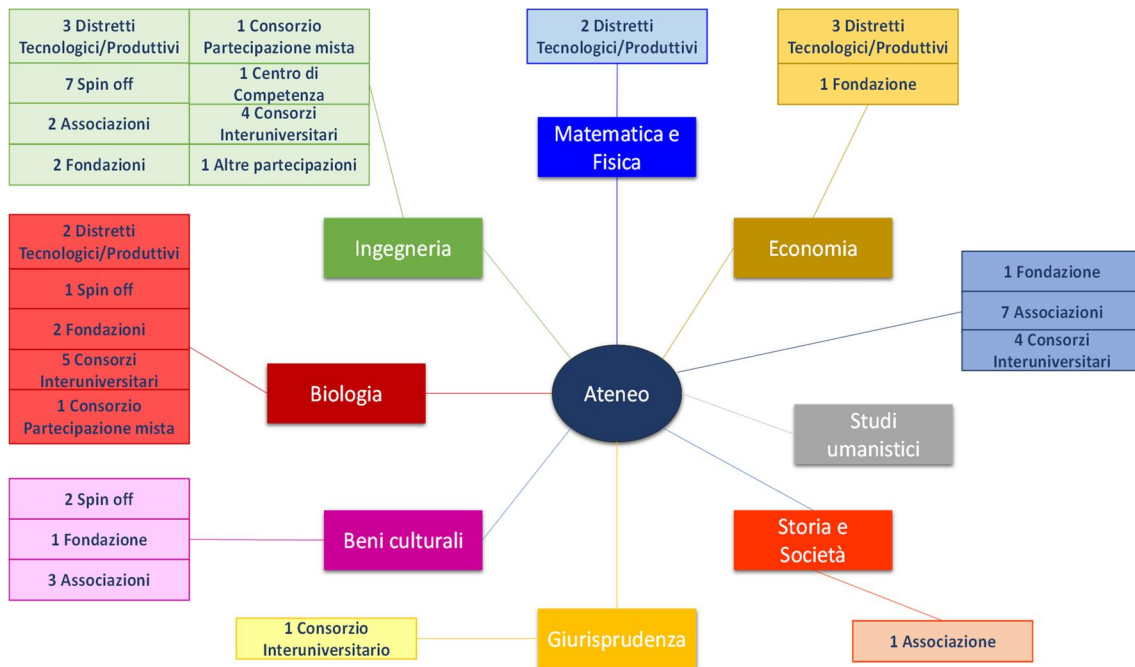 3 Distretti
Tecnologici/Produttivi
1 Consorzio
Partecipazione mista
7 Spin off
1 Centro di
Competenza
2 Associazioni
4 Consorzi
Interuniversitari
2 Fondazioni
1 Altre partecipazioni
2 Distretti
Tecnologici/Produttivi
3 Distretti
Tecnologici/Produttivi
1 Fondazione
Matematica e
Fisica
Ingegneria
Economia
2 Distretti
Tecnologici/Produttivi
1 Spin off
2 Fondazioni
5 Consorzi
Interuniversitari
1 Consorzio
Partecipazione mista
1 Fondazione
7 Associazioni
4 Consorzi
Interuniversitari
Biologia
Ateneo
Studi
umanistici
2 Spin off
1 Fondazione
3 Associazioni
Beni culturali
Storia e
Società
1 Consorzio
Interuniversitario
Giurisprudenza
1 Associazione